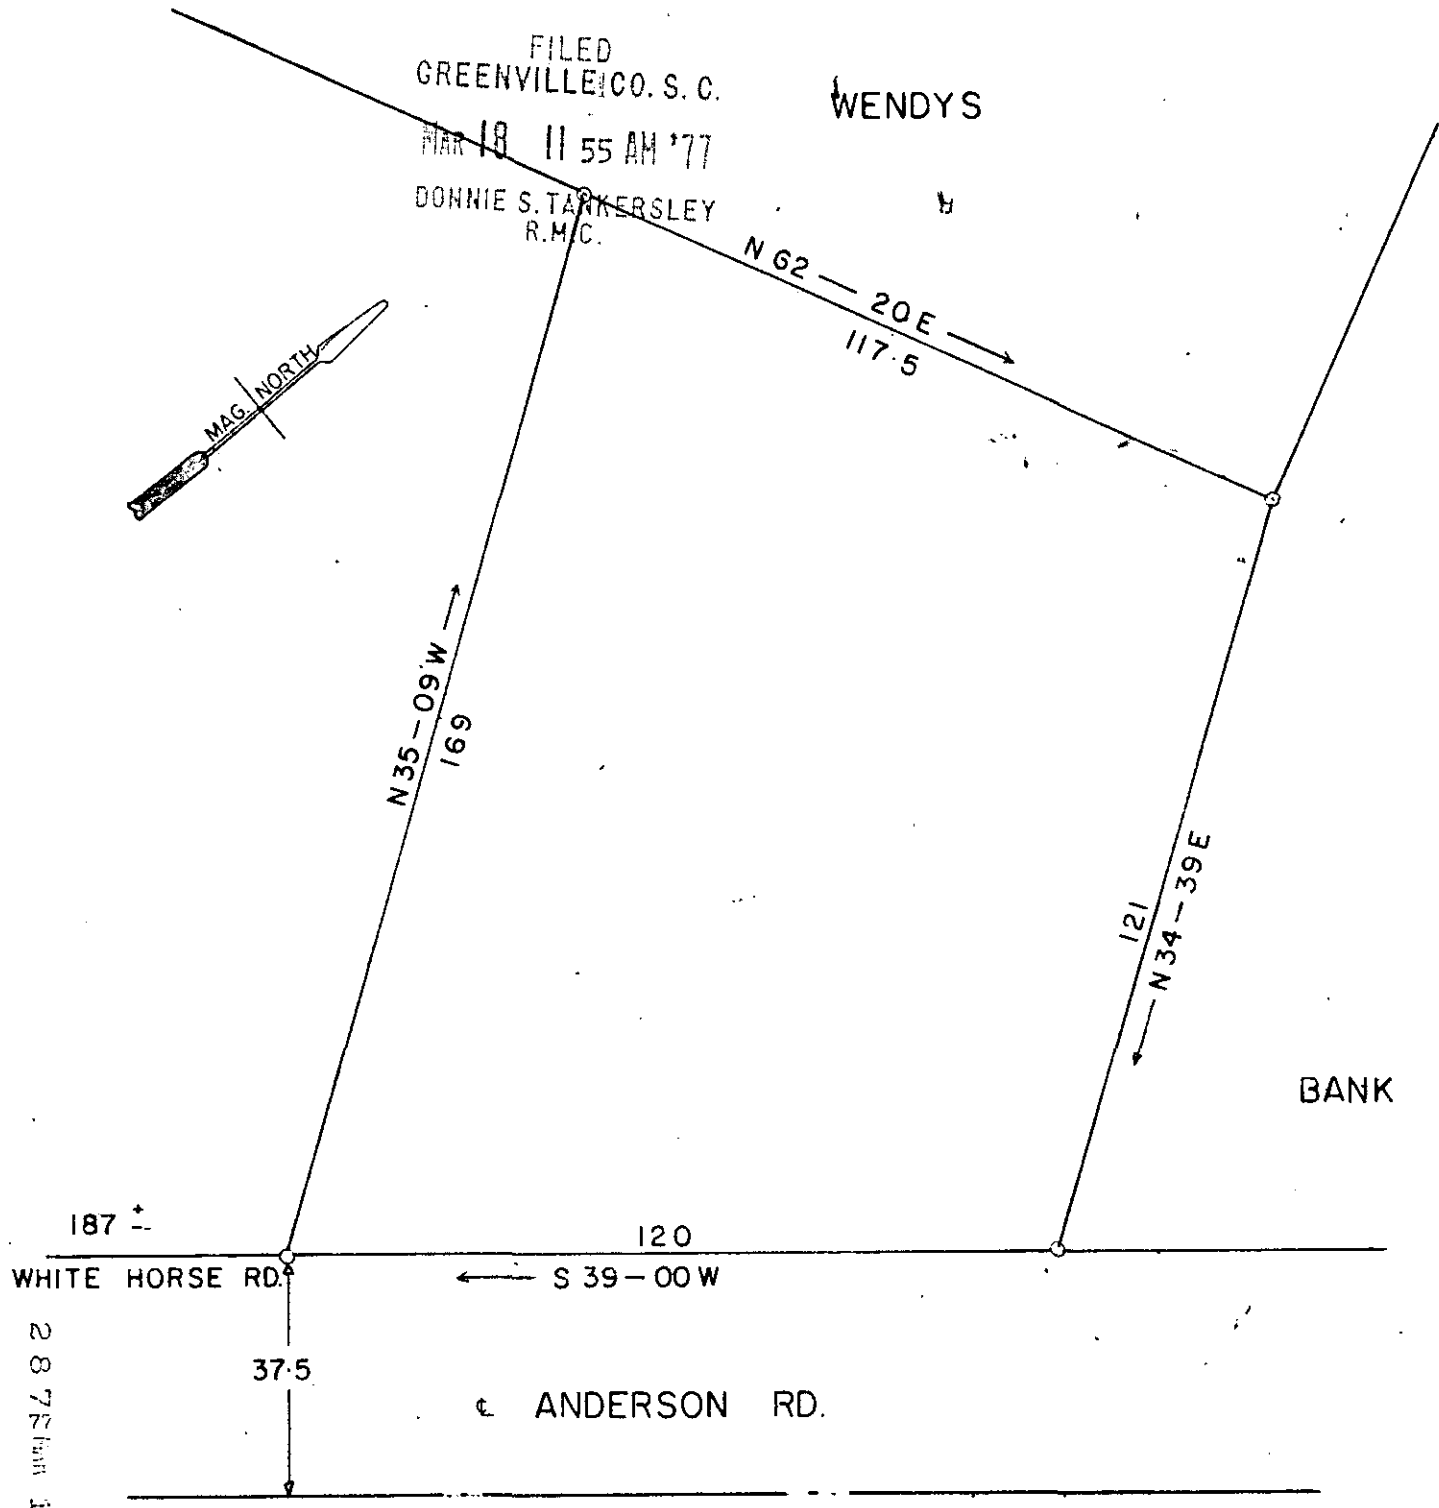 FILED
GREENVILLE CO. S. C.
MAR 18 11 55 AM '77
DONNIE S. TANKERSLEY
R.M.C.
WENDYS
N 62 — 20 E
117.5
MAG. NORTH
N 35 — 09 W
169
121
N 34 — 39 E
BANK
187 ±
120
WHITE HORSE RD.
S 39 — 00 W
37.5
℄ ANDERSON RD.
287